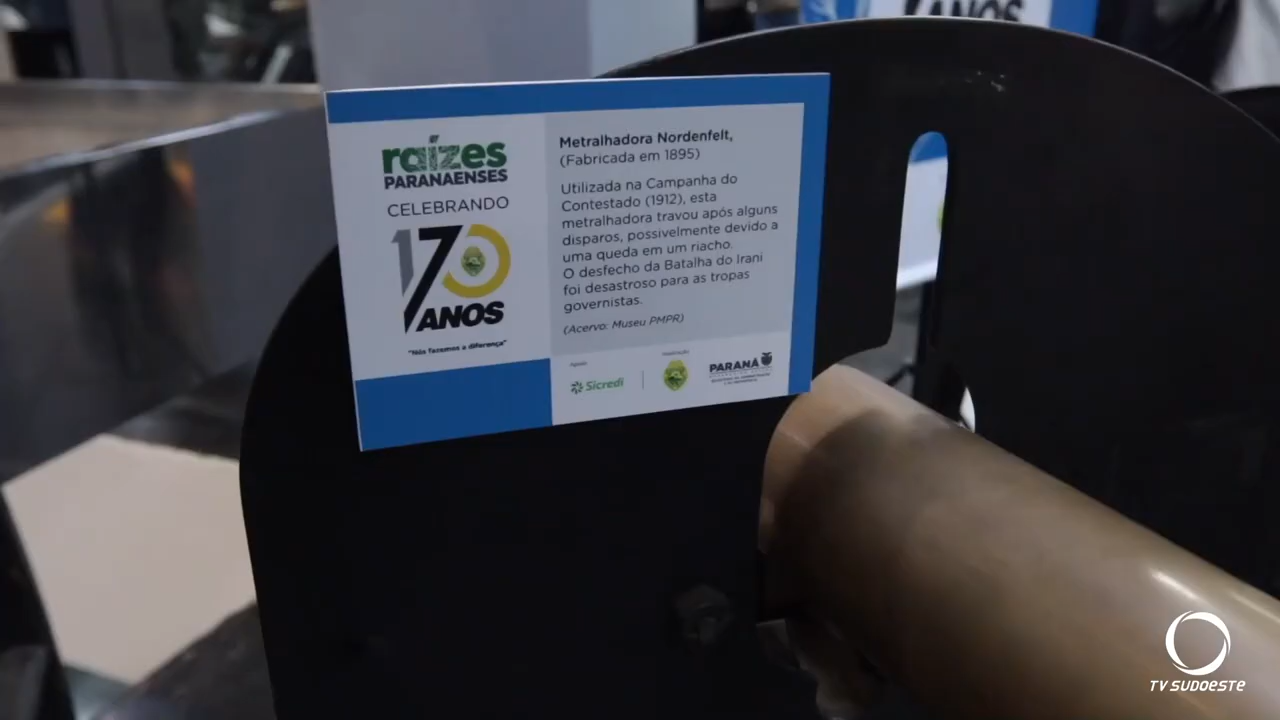 ANOS
raízes
PARANAENSES
CELEBRANDO
170
ANOS
"Nós fazemos a diferença"
Metralhadora Nordenfelt,
(Fabricada em 1895)
Utilizada na Campanha do
Contestado (1912), esta
metralhadora travou após alguns
disparos, possivelmente devido a
uma queda em um riacho.
O desfecho da Batalha do Irani
foi desastroso para as tropas
governistas.
(Acervo: Museu PMPR)
Sicredi
PARANÁ
TV SUDOESTE